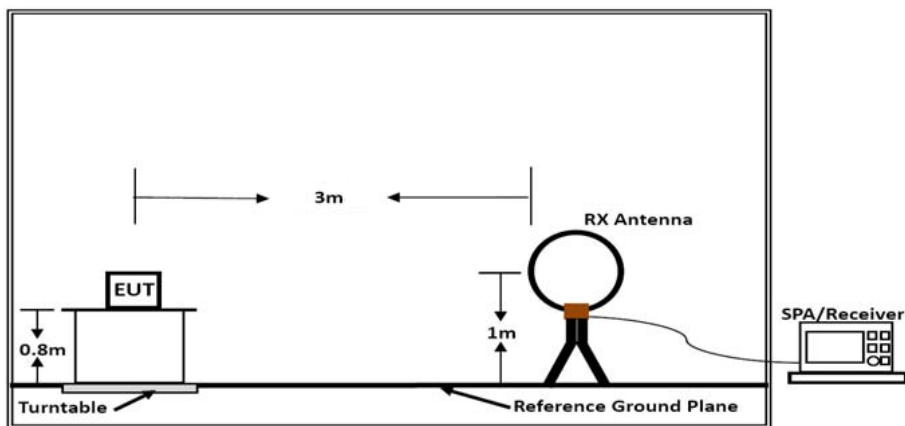 3m
RX Antenna
EUT
SPA/Receiver
0.8m
1m
Turntable
Reference Ground Plane